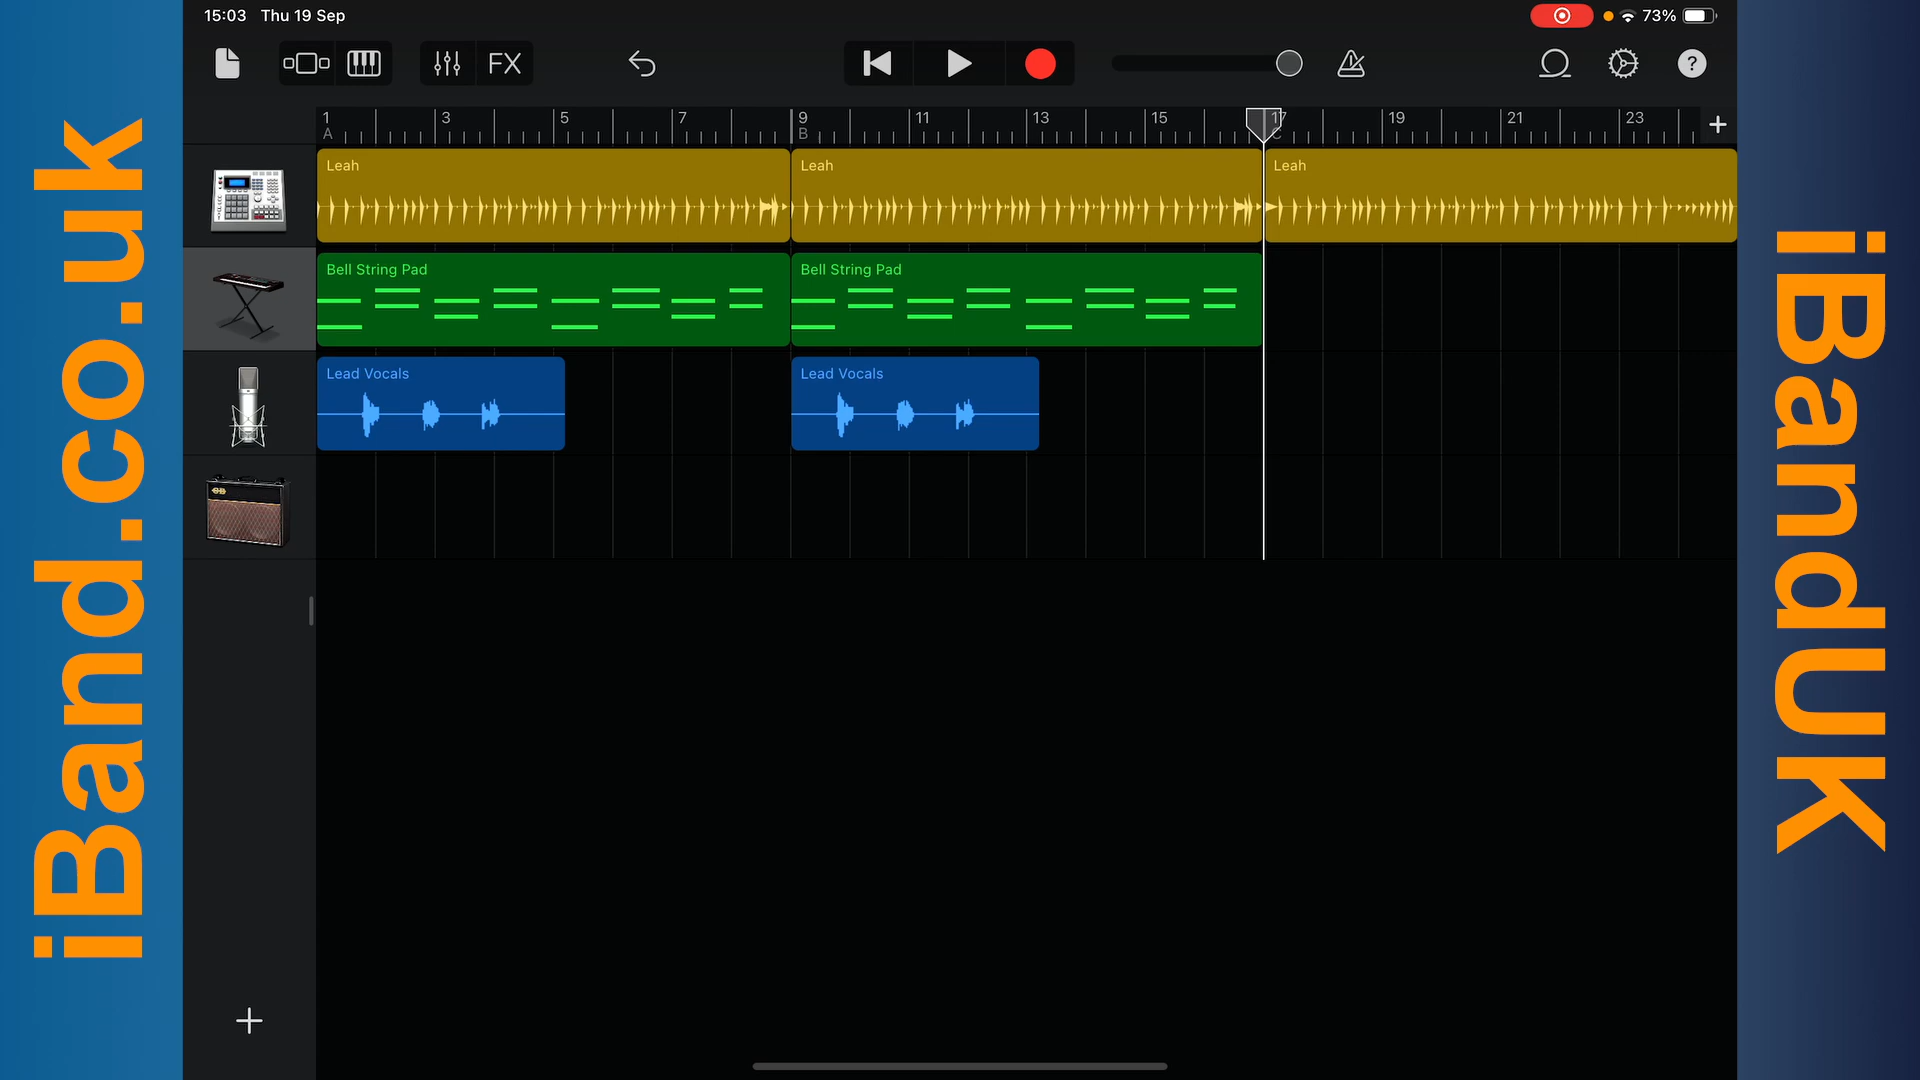 15:03 Thu 19 Sep
73%
FX
?
1 3 5 7 9 11 13 15 17 19 21 23
A B C
Leah Leah Leah
Bell String Pad Bell String Pad
Lead Vocals Lead Vocals
iBand.co.uk
iBandUK